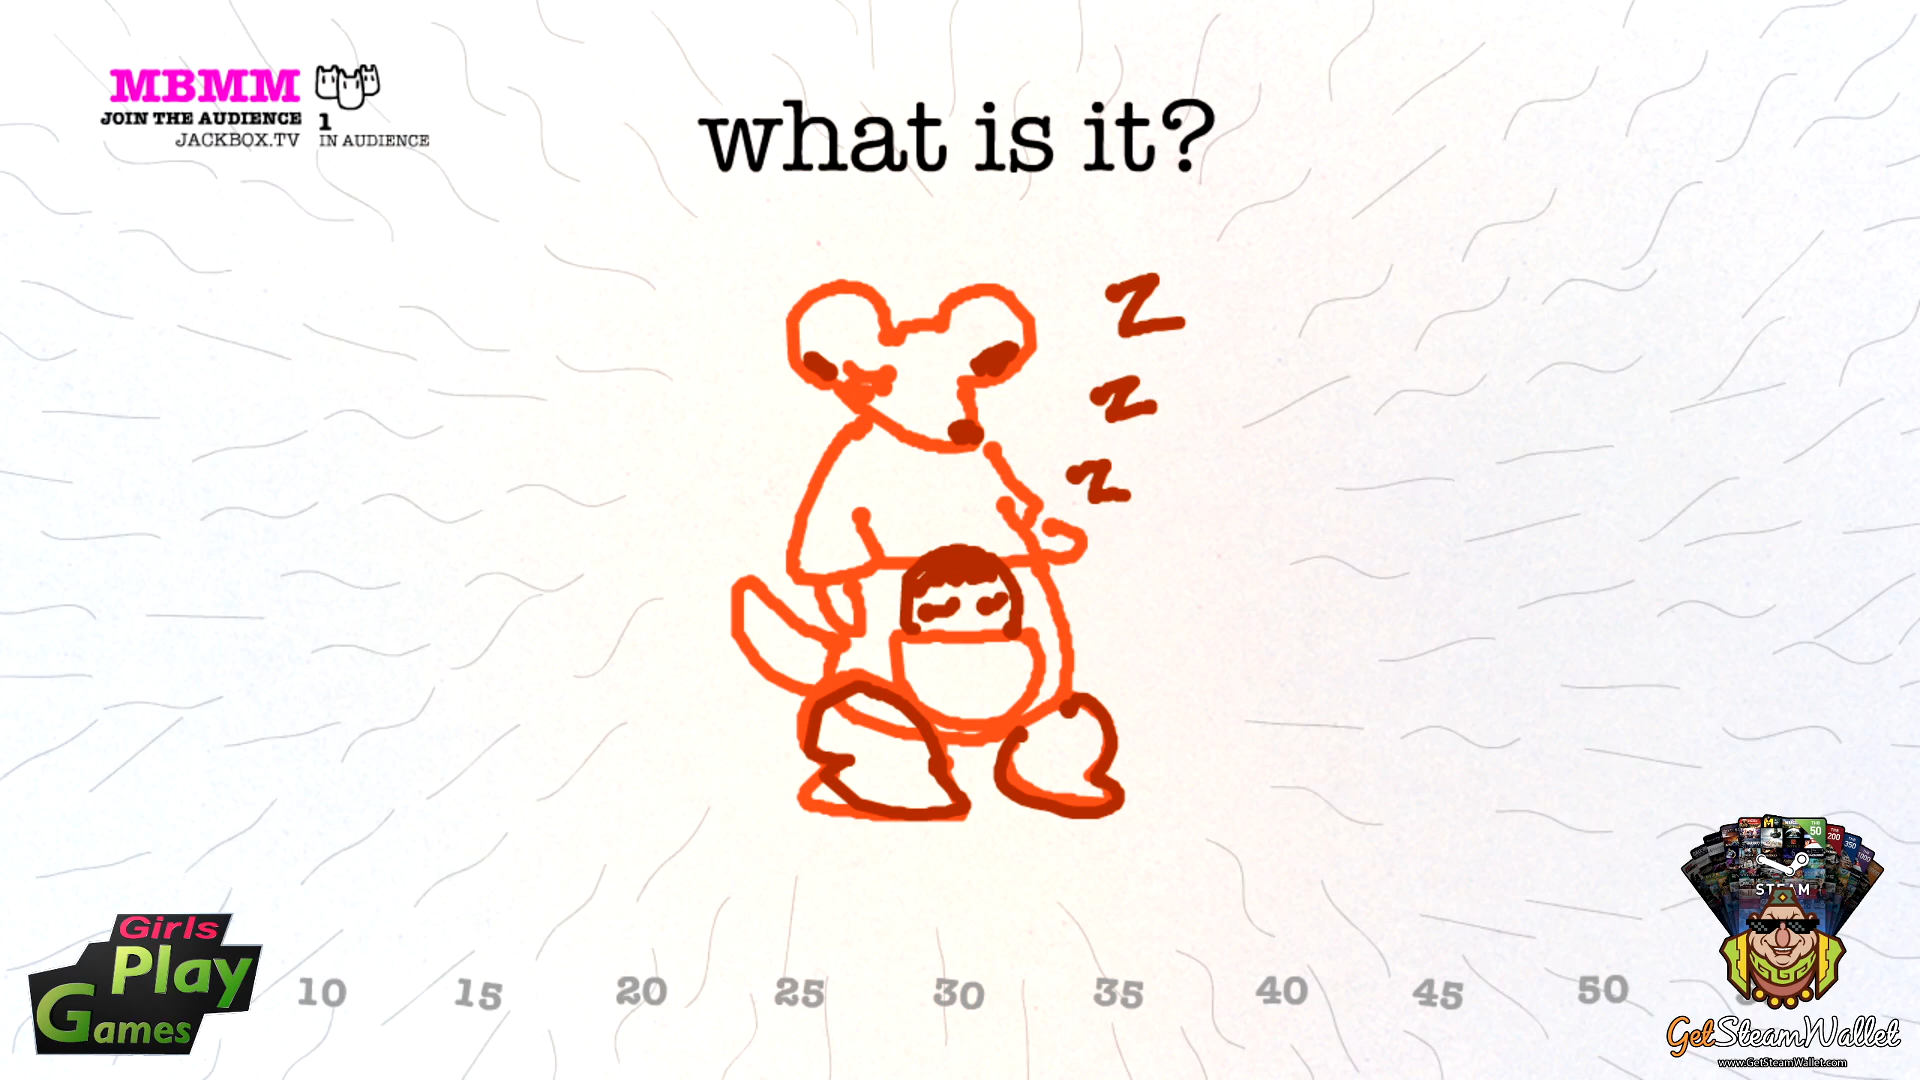 MBMM
JOIN THE AUDIENCE
JACKBOX.TV
1
IN AUDIENCE
what is it?
z
z
z
Girls
Play
Games
10 15 20 25 30 35 40 45 50
STEAM
GetSteamWallet
www.GetSteamWallet.com